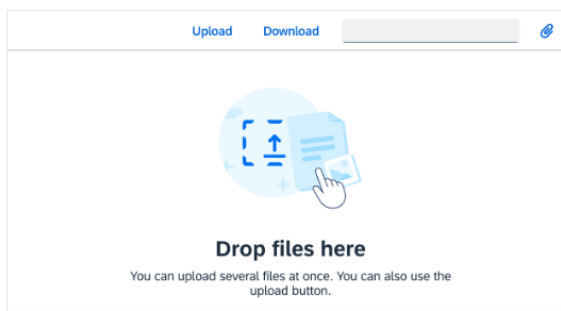 Upload Download
Drop files here
You can upload several files at once. You can also use the
upload button.